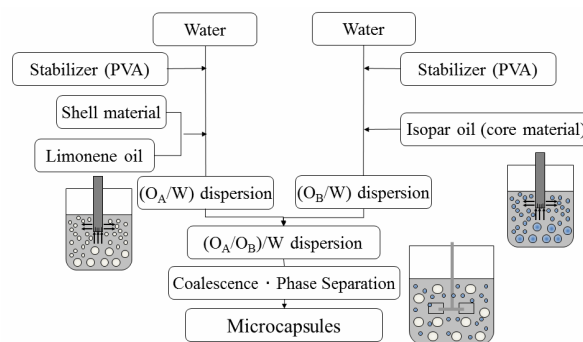 Water
Water
Stabilizer (PVA)
Stabilizer (PVA)
Shell material
Limonene oil
Isopar oil (core material)
(OA/W) dispersion
(OB/W) dispersion
(OA/OB)/W dispersion
Coalescence・Phase Separation
Microcapsules